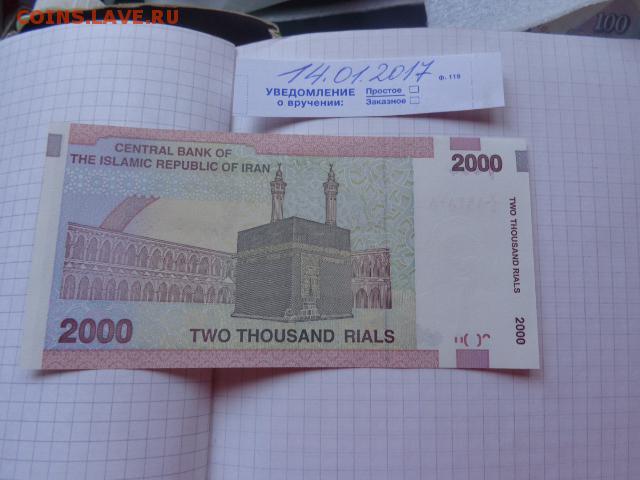 COINS.LAVE.RU
100
14.01.2017
ф. 119
УВЕДОМЛЕНИЕ
о вручении:
Простое
Заказное
CENTRAL BANK OF
THE ISLAMIC REPUBLIC OF IRAN
2000
TWO THOUSAND RIALS
2000
2000
TWO THOUSAND RIALS